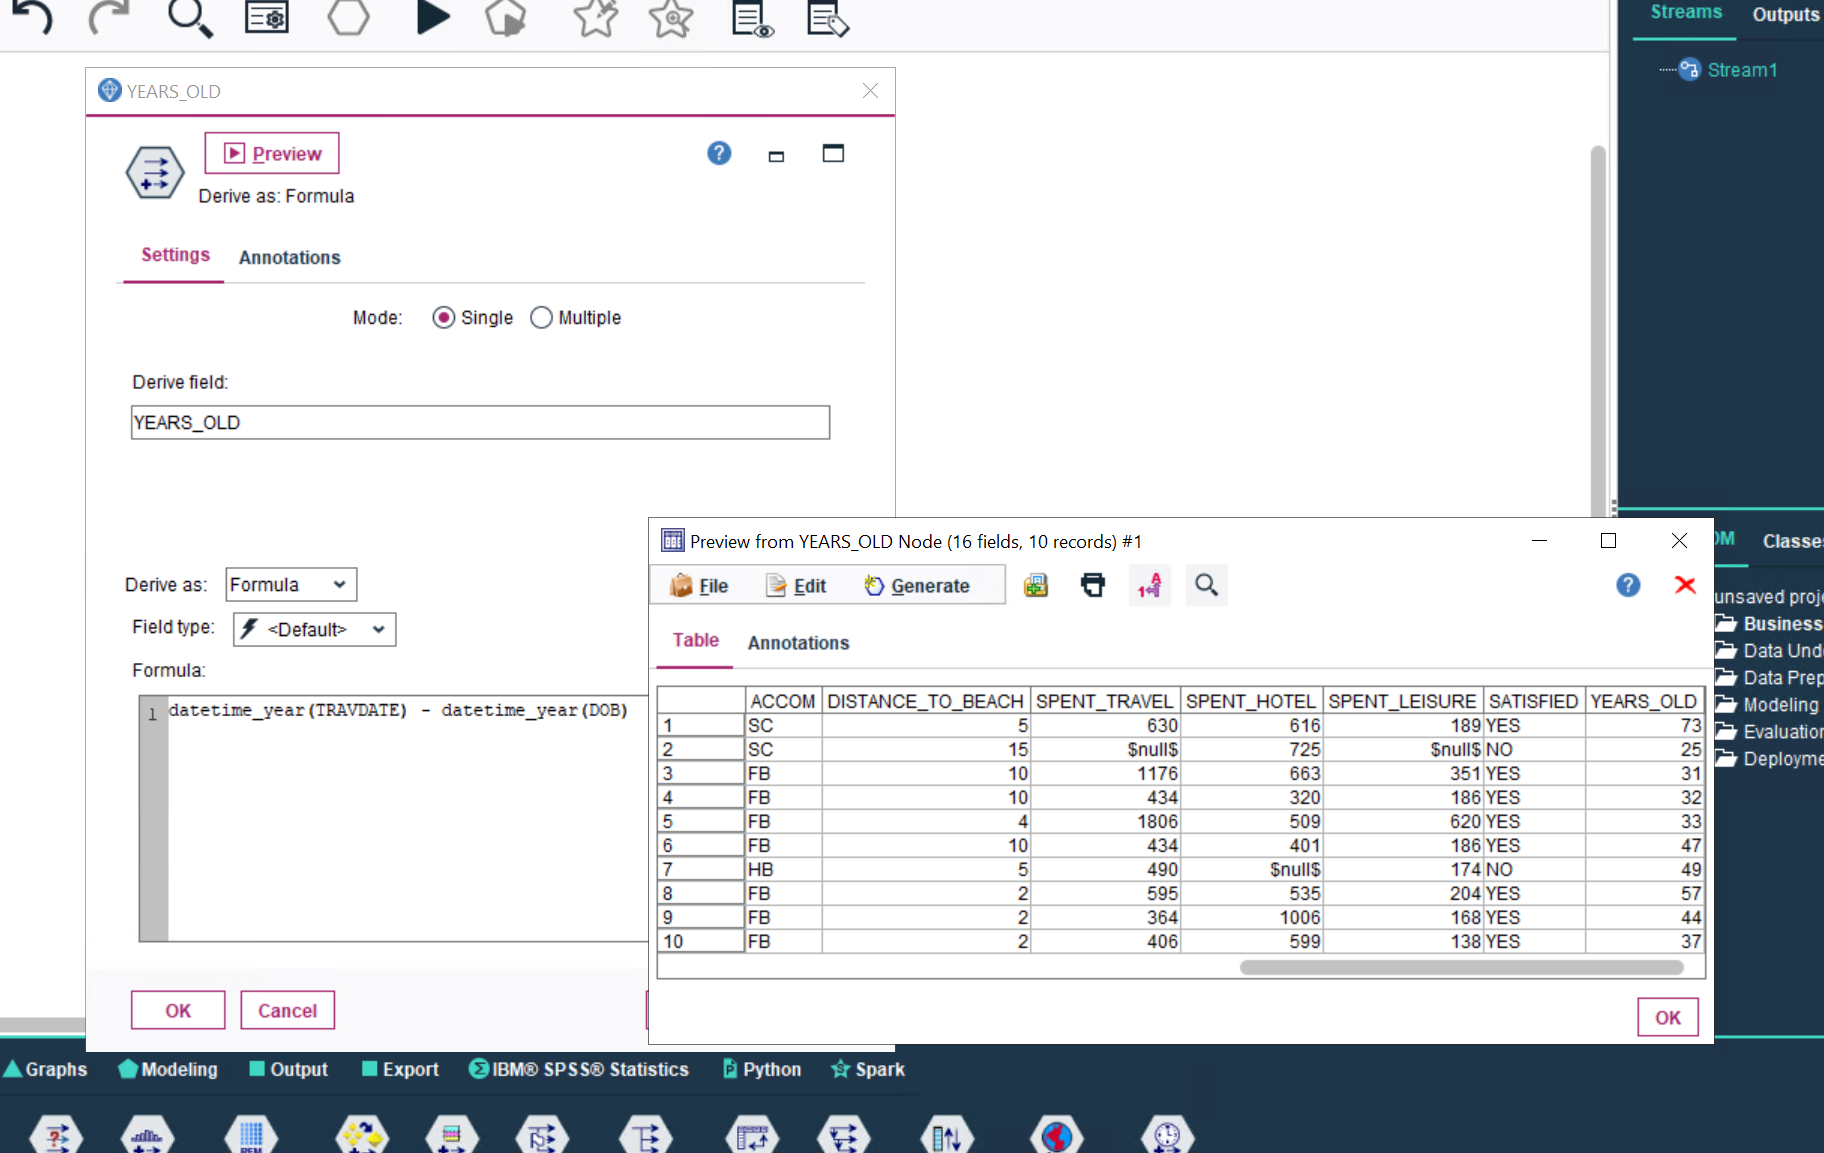 Streams Outputs
Stream1
YEARS_OLD
Preview
Derive as: Formula
Settings Annotations
Mode: Single Multiple
Derive field:
YEARS_OLD
Derive as: Formula
Field type: <Default>
Formula:
1 datetime_year(TRAVDATE) - datetime_year(DOB)
OK Cancel
Preview from YEARS_OLD Node (16 fields, 10 records) #1
File Edit Generate
Table Annotations
ACCOM DISTANCE_TO_BEACH SPENT_TRAVEL SPENT_HOTEL SPENT_LEISURE SATISFIED YEARS_OLD
1 SC 5 630 616 189 YES 73
2 SC 15 $null$ 725 $null$ NO 25
3 FB 10 1176 663 351 YES 31
4 FB 10 434 320 186 YES 32
5 FB 4 1806 509 620 YES 33
6 FB 10 434 401 186 YES 47
7 HB 5 490 $null$ 174 NO 49
8 FB 2 595 535 204 YES 57
9 FB 2 364 1006 168 YES 44
10 FB 2 406 599 138 YES 37
OK
DM Classes
unsaved proje
Business
Data Und
Data Prep
Modeling
Evaluation
Deployme
Graphs Modeling Output Export IBM® SPSS® Statistics Python Spark